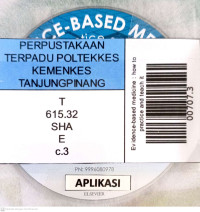 CE-BASED ME
PERPUSTAKAAN
TERPADU POLTEKKES
KEMENKES
TANJUNGPINANG
T
615.32
SHA
E
c.3
Evidence-based medicine : how to
practice and teach it
00707.3
P.N: 9996080970
APLIKASI
ELSEVIER